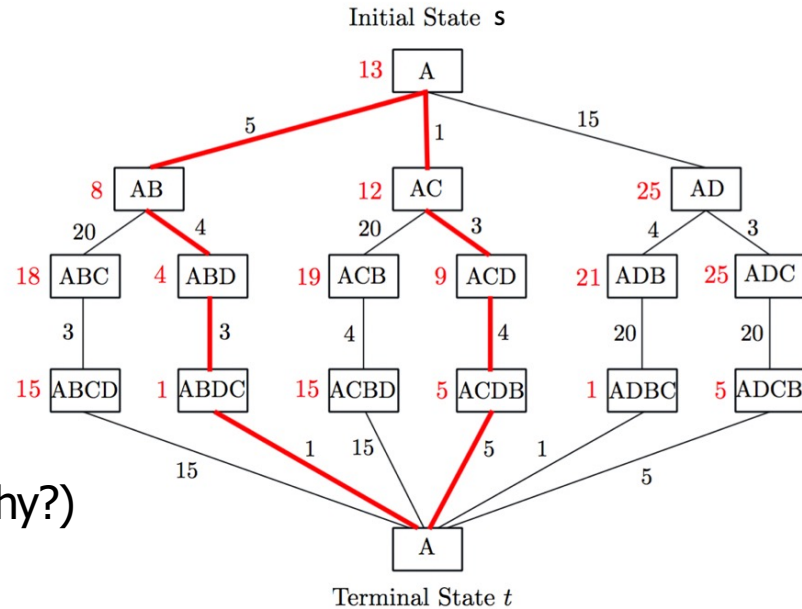 Initial State s
13 A
5 1 15
8 AB 12 AC 25 AD
20 4 20 3 4 3
18 ABC 4 ABD 19 ACB 9 ACD 21 ADB 25 ADC
3 3 4 4 20 20
15 ABCD 1 ABDC 15 ACBD 5 ACDB 1 ADBC 5 ADCB
15 1 15 5 1 5
hy?)
A
Terminal State t